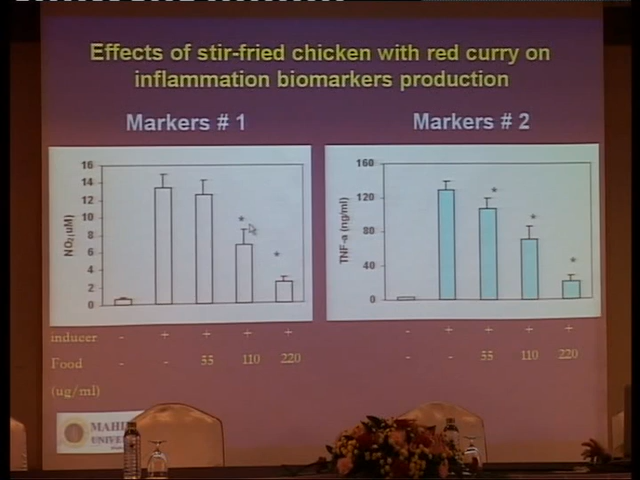 Effects of stir-fried chicken with red curry on
inflammation biomarkers production
Markers # 1
Markers # 2
NO2(uM)
16
14
12
10
8
6
4
2
0
*
*
TNF-a (ng/ml)
160
120
80
40
0
*
*
*
inducer - + + + + - + + + +
Food - - 55 110 220 - - 55 110 220
(ug/ml)